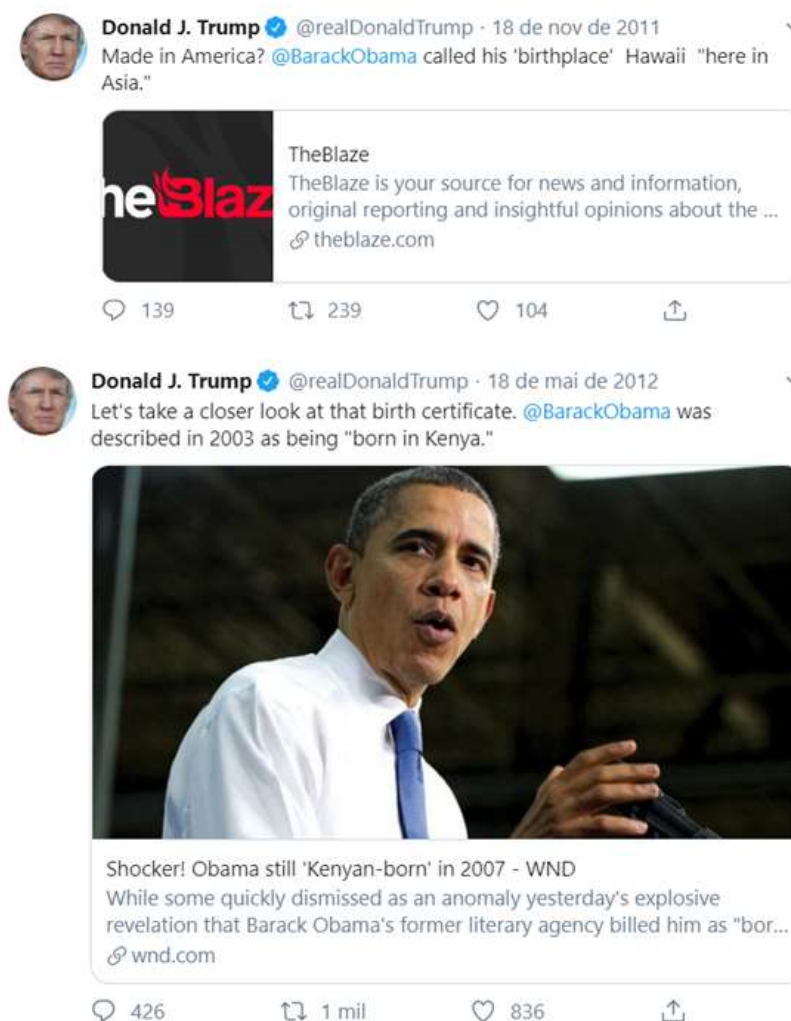 Donald J. Trump @realDonaldTrump · 18 de nov de 2011
Made in America? @BarackObama called his 'birthplace' Hawaii "here in
Asia."
heBlaz
TheBlaze
TheBlaze is your source for news and information,
original reporting and insightful opinions about the ...
theblaze.com
139 239 104
Donald J. Trump @realDonaldTrump · 18 de mai de 2012
Let's take a closer look at that birth certificate. @BarackObama was
described in 2003 as being "born in Kenya."
Shocker! Obama still 'Kenyan-born' in 2007 - WND
While some quickly dismissed as an anomaly yesterday's explosive
revelation that Barack Obama's former literary agency billed him as "bor...
wnd.com
426 1 mil 836